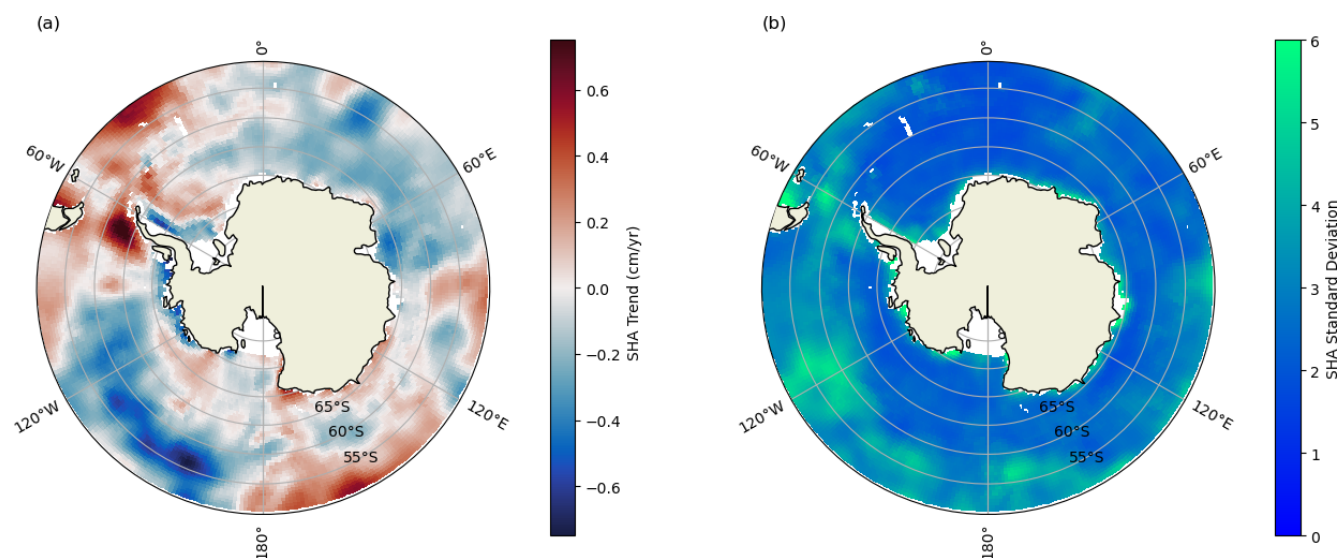 (a)
0°
60°W
60°E
120°W
120°E
180°
65°S
60°S
55°S
0.6
0.4
0.2
0.0
−0.2
−0.4
−0.6
SHA Trend (cm/yr)
(b)
0°
60°W
60°E
120°W
120°E
180°
65°S
60°S
55°S
6
5
4
3
2
1
0
SHA Standard Deviation